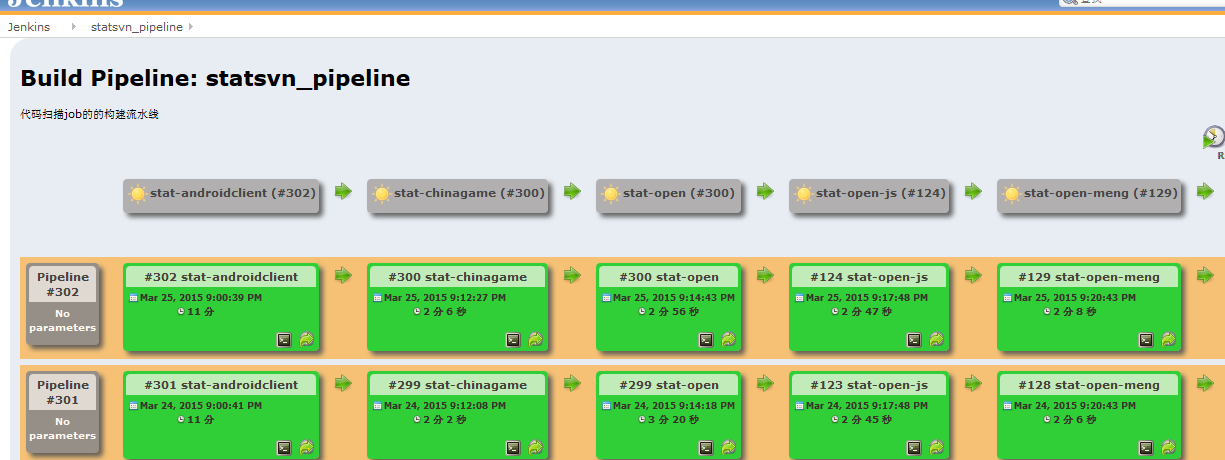 Jenkins
查找
Jenkins statsvn_pipeline
Build Pipeline: statsvn_pipeline
代码扫描job的的构建流水线
R
stat-androidclient (#302) stat-chinagame (#300) stat-open (#300) stat-open-js (#124) stat-open-meng (#129)
Pipeline
#302
No
parameters
#302 stat-androidclient
Mar 25, 2015 9:00:39 PM
11 分
#300 stat-chinagame
Mar 25, 2015 9:12:27 PM
2 分 6 秒
#300 stat-open
Mar 25, 2015 9:14:43 PM
2 分 56 秒
#124 stat-open-js
Mar 25, 2015 9:17:48 PM
2 分 47 秒
#129 stat-open-meng
Mar 25, 2015 9:20:43 PM
2 分 8 秒
Pipeline
#301
No
parameters
#301 stat-androidclient
Mar 24, 2015 9:00:41 PM
11 分
#299 stat-chinagame
Mar 24, 2015 9:12:08 PM
2 分 2 秒
#299 stat-open
Mar 24, 2015 9:14:18 PM
3 分 20 秒
#123 stat-open-js
Mar 24, 2015 9:17:48 PM
2 分 45 秒
#128 stat-open-meng
Mar 24, 2015 9:20:43 PM
2 分 6 秒